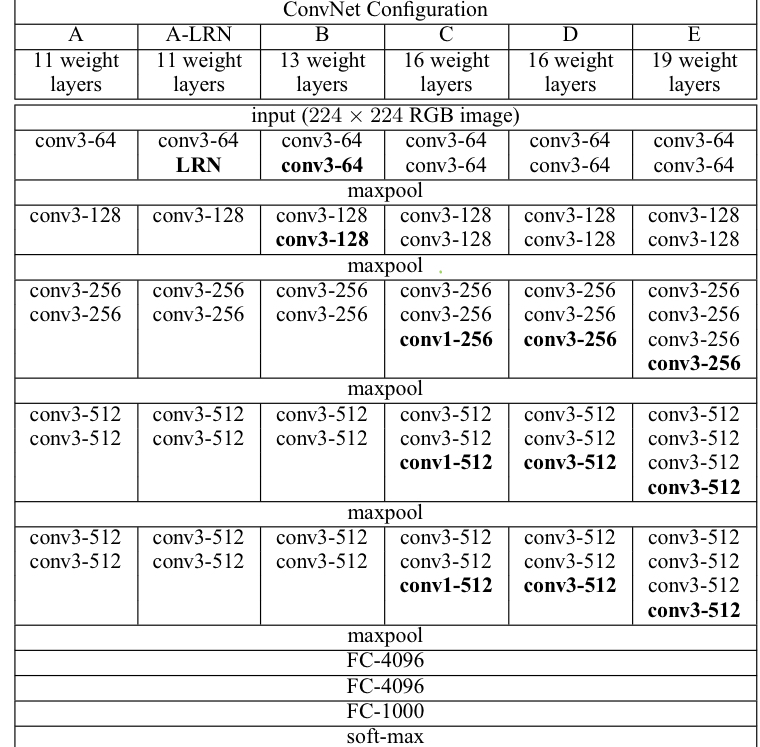 ConvNet Configuration
A A-LRN B C D E
11 weight 11 weight 13 weight 16 weight 16 weight 19 weight
layers layers layers layers layers layers
input (224 × 224 RGB image)
conv3-64 conv3-64 conv3-64 conv3-64 conv3-64 conv3-64
LRN conv3-64 conv3-64 conv3-64 conv3-64
maxpool
conv3-128 conv3-128 conv3-128 conv3-128 conv3-128 conv3-128
conv3-128 conv3-128 conv3-128 conv3-128
maxpool
conv3-256 conv3-256 conv3-256 conv3-256 conv3-256 conv3-256
conv3-256 conv3-256 conv3-256 conv3-256 conv3-256 conv3-256
conv1-256 conv3-256 conv3-256
conv3-256
maxpool
conv3-512 conv3-512 conv3-512 conv3-512 conv3-512 conv3-512
conv3-512 conv3-512 conv3-512 conv3-512 conv3-512 conv3-512
conv1-512 conv3-512 conv3-512
conv3-512
maxpool
conv3-512 conv3-512 conv3-512 conv3-512 conv3-512 conv3-512
conv3-512 conv3-512 conv3-512 conv3-512 conv3-512 conv3-512
conv1-512 conv3-512 conv3-512
conv3-512
maxpool
FC-4096
FC-4096
FC-1000
soft-max